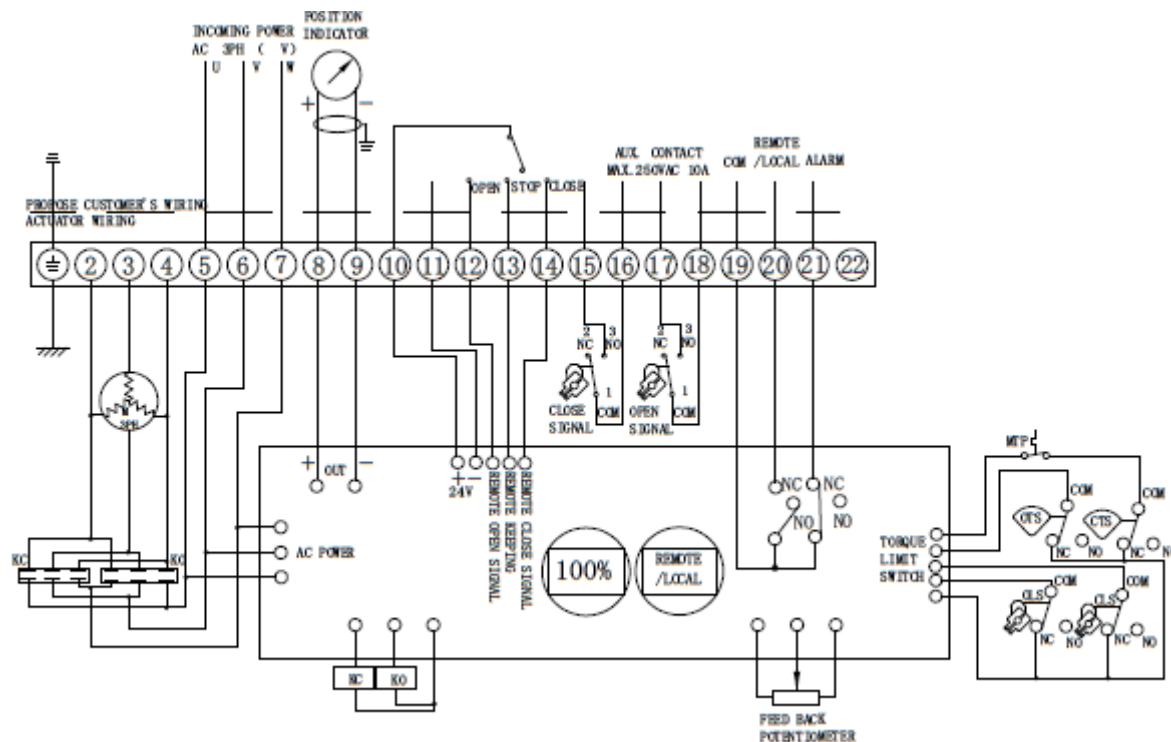 POSITION
INDICATOR
INCOMING POWER
AC 3PH ( V)
U V W
+ -
AUX. CONTACT
MAX.250VAC 10A
REMOTE
COM /LOCAL ALARM
OPEN STOP CLOSE
PROPOSE CUSTOMER'S WIRING
ACTUATOR WIRING
2 3 4 5 6 7 8 9 10 11 12 13 14 15 16 17 18 19 20 21 22
2 3
NC NO
1
COM
CLOSE
SIGNAL
2 3
NC NO
1
COM
OPEN
SIGNAL
M
3PH
+ OUT -
+ -
24V
REMOTE OPEN SIGNAL
REMOTE KEEPING
REMOTE CLOSE SIGNAL
NC
NO
NC
NO
MTP
COM
COM
OTS
CTS
NC NO
NC NO
TORQUE
LIMIT
SWITCH
COM
COM
OLS
CLS
NC NO
NC NO
AC POWER
100%
REMOTE
/LOCAL
KC
KO
KC KO
FEED BACK
POTENTIOMETER